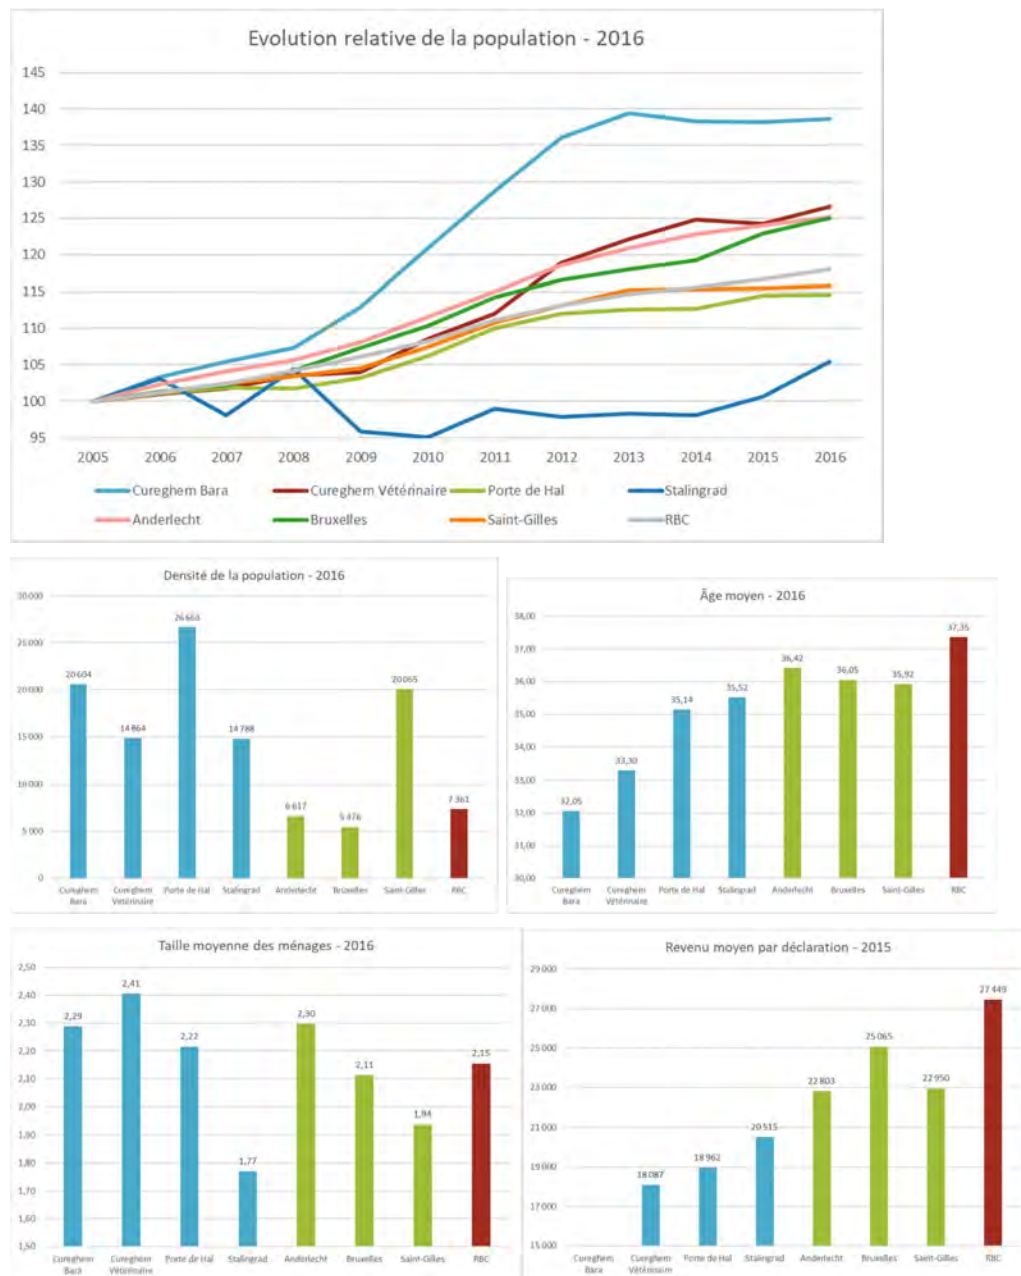 Evolution relative de la population - 2016
145
140
135
130
125
120
115
110
105
100
95
2005 2006 2007 2008 2009 2010 2011 2012 2013 2014 2015 2016
Cureghem Bara Cureghem Vétérinaire Porte de Hal Stalingrad
Anderlecht Bruxelles Saint-Gilles RBC
Densité de la population - 2016
30 000
25 000
20 000
15 000
10 000
5 000
0
20 604 14 864 26 663 14 788 6 617 5 476 20 065 7 361
Cureghem Bara Cureghem Vétérinaire Porte de Hal Stalingrad Anderlecht Bruxelles Saint-Gilles RBC
Âge moyen - 2016
38,00
37,00
36,00
35,00
34,00
33,00
32,00
31,00
30,00
32,05 33,30 35,14 35,52 36,42 36,05 35,92 37,35
Cureghem Bara Cureghem Vétérinaire Porte de Hal Stalingrad Anderlecht Bruxelles Saint-Gilles RBC
Taille moyenne des ménages - 2016
2,50
2,40
2,30
2,20
2,10
2,00
1,90
1,80
1,70
1,60
1,50
2,29 2,41 2,22 1,77 2,30 2,11 1,94 2,15
Cureghem Bara Cureghem Vétérinaire Porte de Hal Stalingrad Anderlecht Bruxelles Saint-Gilles RBC
Revenu moyen par déclaration - 2015
29 000
27 000
25 000
23 000
21 000
19 000
17 000
15 000
18 087 18 962 20 515 22 803 25 065 22 950 27 449
Cureghem Bara Cureghem Vétérinaire Porte de Hal Stalingrad Anderlecht Bruxelles Saint-Gilles RBC